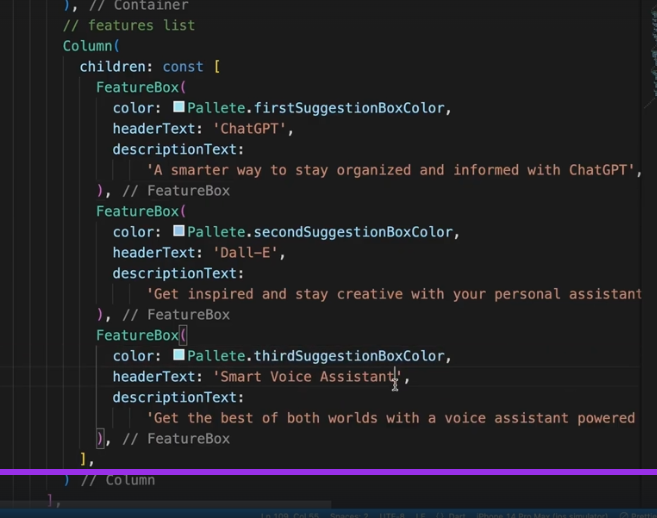 ), // Container
// features list
Column(
children: const [
FeatureBox(
color: Pallete.firstSuggestionBoxColor,
headerText: 'ChatGPT',
descriptionText:
'A smarter way to stay organized and informed with ChatGPT',
), // FeatureBox
FeatureBox(
color: Pallete.secondSuggestionBoxColor,
headerText: 'Dall-E',
descriptionText:
'Get inspired and stay creative with your personal assistant
), // FeatureBox
FeatureBox(
color: Pallete.thirdSuggestionBoxColor,
headerText: 'Smart Voice Assistant',
descriptionText:
'Get the best of both worlds with a voice assistant powered
), // FeatureBox
],
) // Column
],